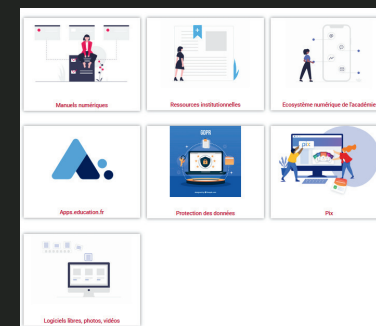 Manuels numériques
Ressources institutionnelles
Ecosystème numérique de l'académie
GDPR
Apps.education.fr
Protection des données
pix
Pix
Logiciels libres, photos, vidéos